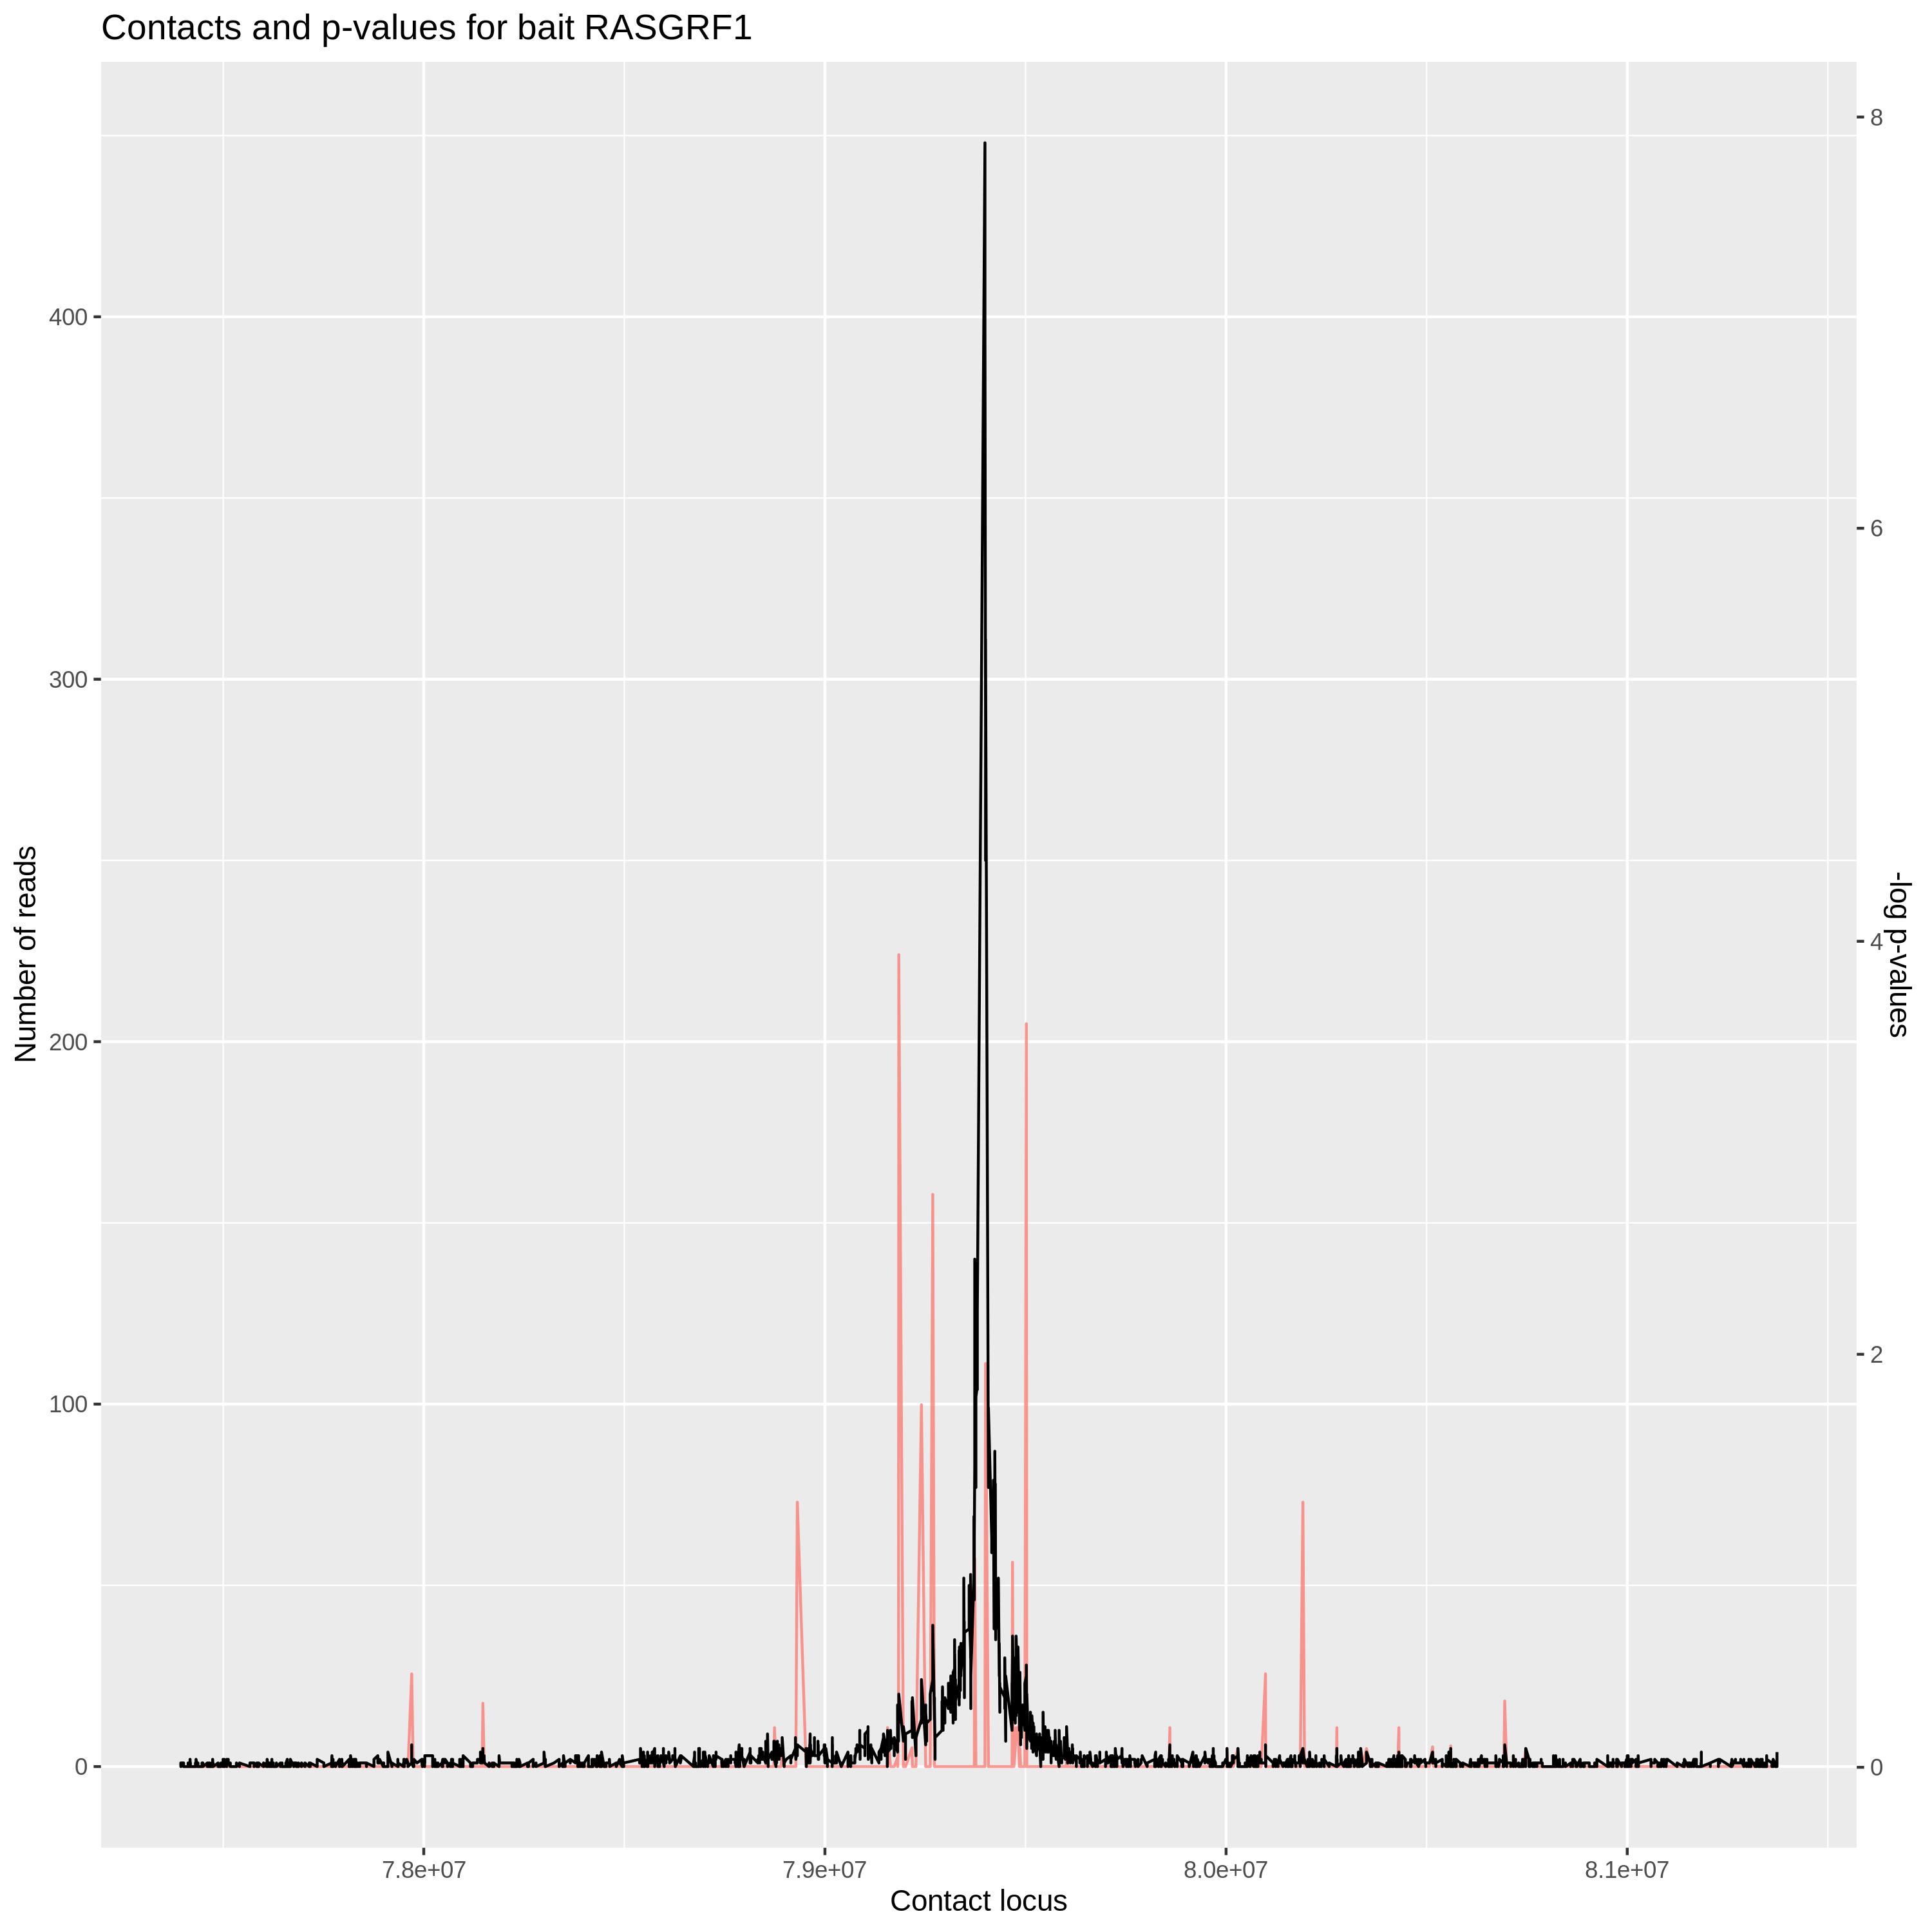 Contacts and p-values for bait RASGRF1
400
300
200
100
0
Number of reads
8
6
4
2
0
-log p-values
7.8e+07
7.9e+07
8.0e+07
8.1e+07
Contact locus